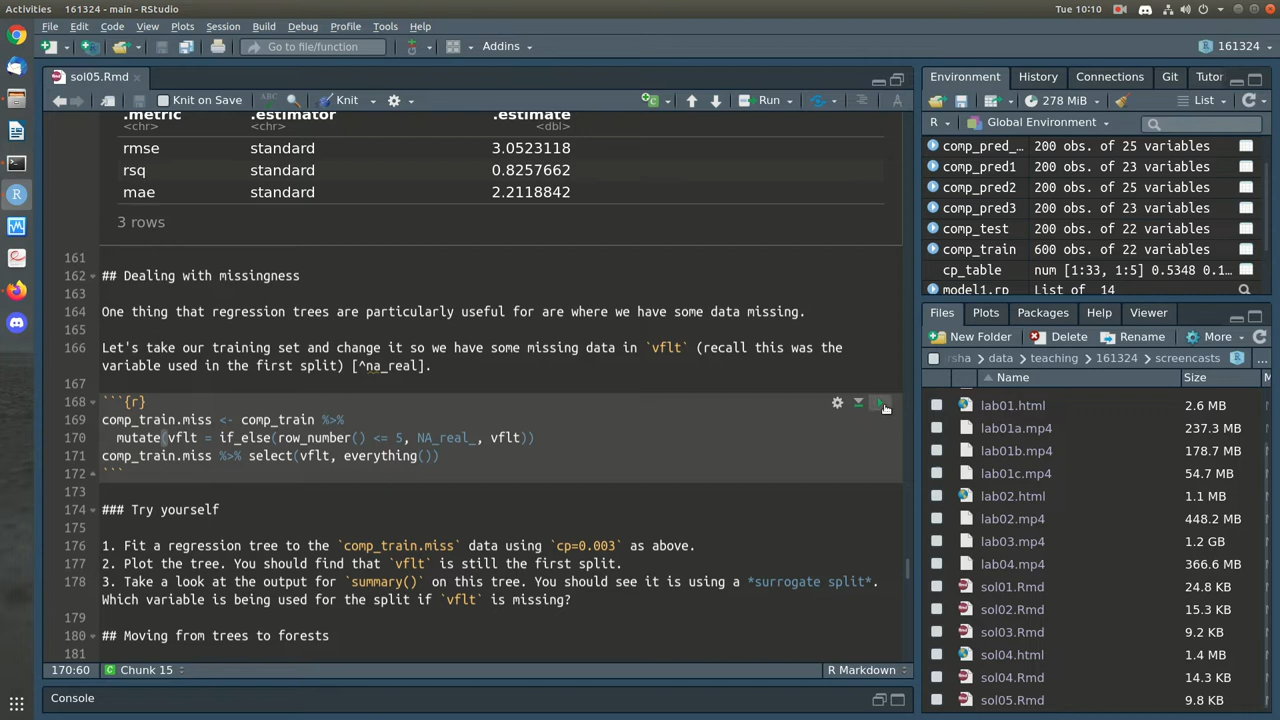 Activities 161324 - main - RStudio Tue 10:10
File Edit Code View Plots Session Build Debug Profile Tools Help
Go to file/function Addins 161324
sol05.Rmd
Knit on Save Knit Run
.metric .estimator .estimate
<chr> <chr> <dbl>
rmse standard 3.0523118
rsq standard 0.8257662
mae standard 2.2118842
3 rows
161
162 ## Dealing with missingness
163
164 One thing that regression trees are particularly useful for are where we have some data missing.
165
166 Let's take our training set and change it so we have some missing data in `vflt` (recall this was the
variable used in the first split) [^na_real].
167
168 ```{r}
169 comp_train.miss <- comp_train %>%
170 mutate(vflt = if_else(row_number() <= 5, NA_real_, vflt))
171 comp_train.miss %>% select(vflt, everything())
172 ```
173
174 ### Try yourself
175
176 1. Fit a regression tree to the `comp_train.miss` data using `cp=0.003` as above.
177 2. Plot the tree. You should find that `vflt` is still the first split.
178 3. Take a look at the output for `summary()` on this tree. You should see it is using a *surrogate split*.
Which variable is being used for the split if `vflt` is missing?
179
180 ## Moving from trees to forests
181
170:60 Chunk 15 R Markdown
Console
Environment History Connections Git Tutor
278 MiB List
R Global Environment
comp_pred_… 200 obs. of 25 variables
comp_pred1 200 obs. of 23 variables
comp_pred2 200 obs. of 25 variables
comp_pred3 200 obs. of 23 variables
comp_test 200 obs. of 22 variables
comp_train 600 obs. of 22 variables
cp_table num [1:33, 1:5] 0.5348 0.1…
model1.rp List of 14
Files Plots Packages Help Viewer
New Folder Delete Rename More
rsha data teaching 161324 screencasts ...
Name Size
lab01.html 2.6 MB
lab01a.mp4 237.3 MB
lab01b.mp4 178.7 MB
lab01c.mp4 54.7 MB
lab02.html 1.1 MB
lab02.mp4 448.2 MB
lab03.mp4 1.2 GB
lab04.mp4 366.6 MB
sol01.Rmd 24.8 KB
sol02.Rmd 15.3 KB
sol03.Rmd 9.2 KB
sol04.html 1.4 MB
sol04.Rmd 14.3 KB
sol05.Rmd 9.8 KB